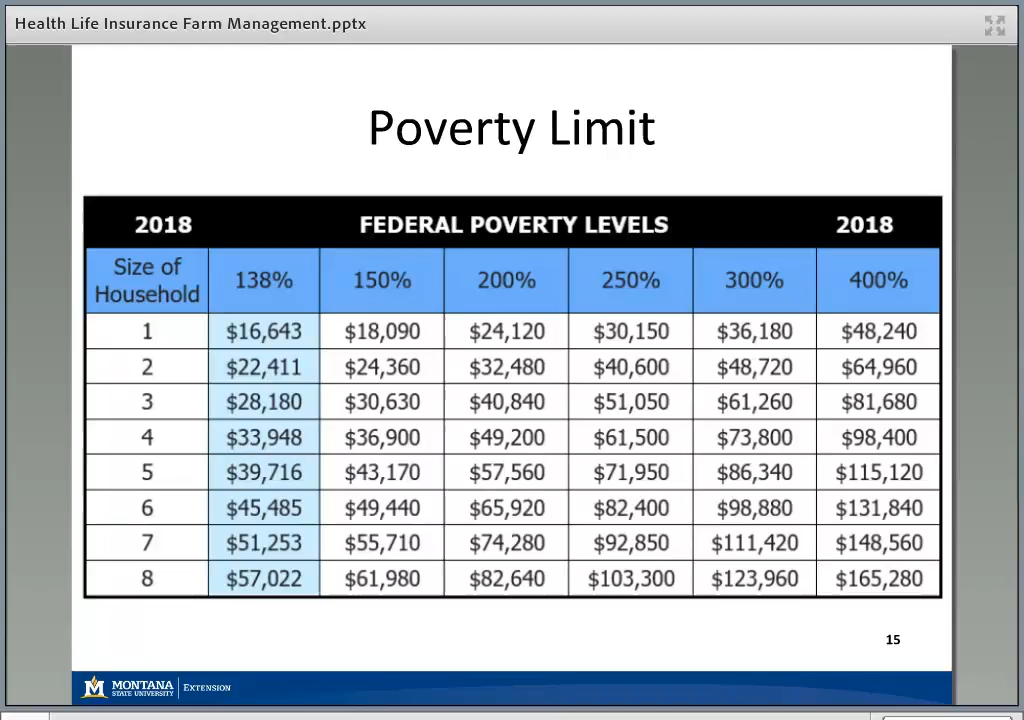 Health Life Insurance Farm Management.pptx
Poverty Limit
2018 FEDERAL POVERTY LEVELS 2018
Size of Household 138% 150% 200% 250% 300% 400%
1 $16,643 $18,090 $24,120 $30,150 $36,180 $48,240
2 $22,411 $24,360 $32,480 $40,600 $48,720 $64,960
3 $28,180 $30,630 $40,840 $51,050 $61,260 $81,680
4 $33,948 $36,900 $49,200 $61,500 $73,800 $98,400
5 $39,716 $43,170 $57,560 $71,950 $86,340 $115,120
6 $45,485 $49,440 $65,920 $82,400 $98,880 $131,840
7 $51,253 $55,710 $74,280 $92,850 $111,420 $148,560
8 $57,022 $61,980 $82,640 $103,300 $123,960 $165,280
15
M MONTANA STATE UNIVERSITY EXTENSION